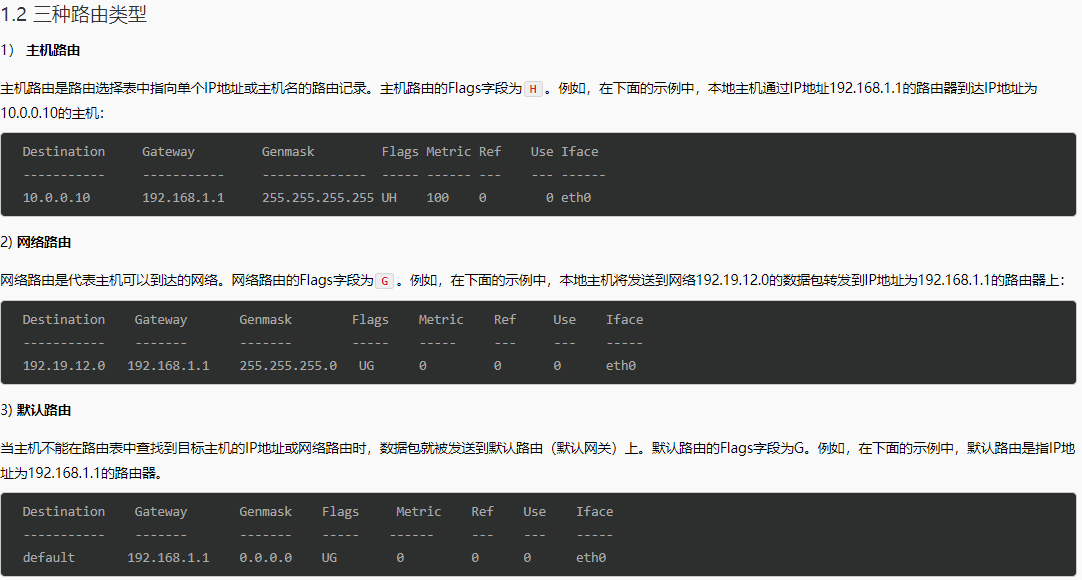 1.2 三种路由类型
1） 主机路由
主机路由是路由选择表中指向单个IP地址或主机名的路由记录。主机路由的Flags字段为 H 。例如，在下面的示例中，本地主机通过IP地址192.168.1.1的路由器到达IP地址为
10.0.0.10的主机：
Destination     Gateway         Genmask         Flags Metric Ref    Use Iface
-----------     -----------     --------------  ----- ------ ---    --- ------
10.0.0.10       192.168.1.1     255.255.255.255 UH    100    0        0 eth0
2) 网络路由
网络路由是代表主机可以到达的网络。网络路由的Flags字段为 G 。例如，在下面的示例中，本地主机将发送到网络192.19.12.0的数据包转发到IP地址为192.168.1.1的路由器上：
Destination    Gateway       Genmask        Flags    Metric    Ref     Use    Iface
-----------    -------       -------        -----    -----     ---     ---    -----
192.19.12.0   192.168.1.1    255.255.255.0   UG      0         0       0      eth0
3) 默认路由
当主机不能在路由表中查找到目标主机的IP地址或网络路由时，数据包就被发送到默认路由（默认网关）上。默认路由的Flags字段为G。例如，在下面的示例中，默认路由是指IP地
址为192.168.1.1的路由器。
Destination    Gateway       Genmask    Flags     Metric    Ref    Use    Iface
-----------    -------       -------    -----    ------     ---    ---    -----
default       192.168.1.1    0.0.0.0    UG        0         0      0      eth0